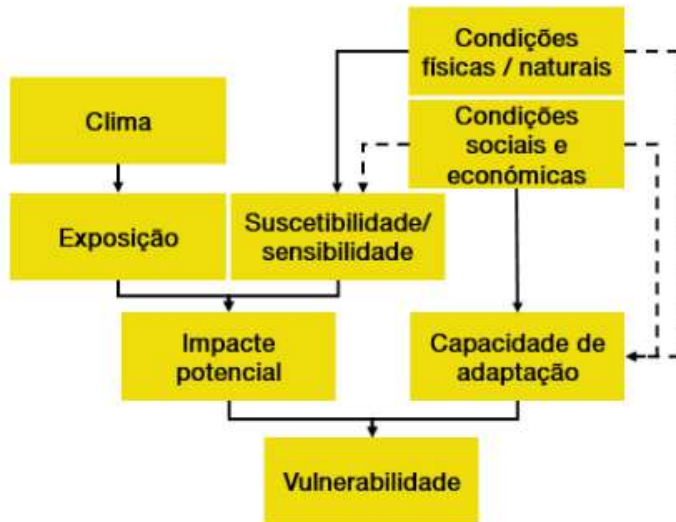 Condições
físicas / naturais
Clima
Condições
sociais e
económicas
Exposição
Suscetibilidade/
sensibilidade
Impacte
potencial
Capacidade de
adaptação
Vulnerabilidade